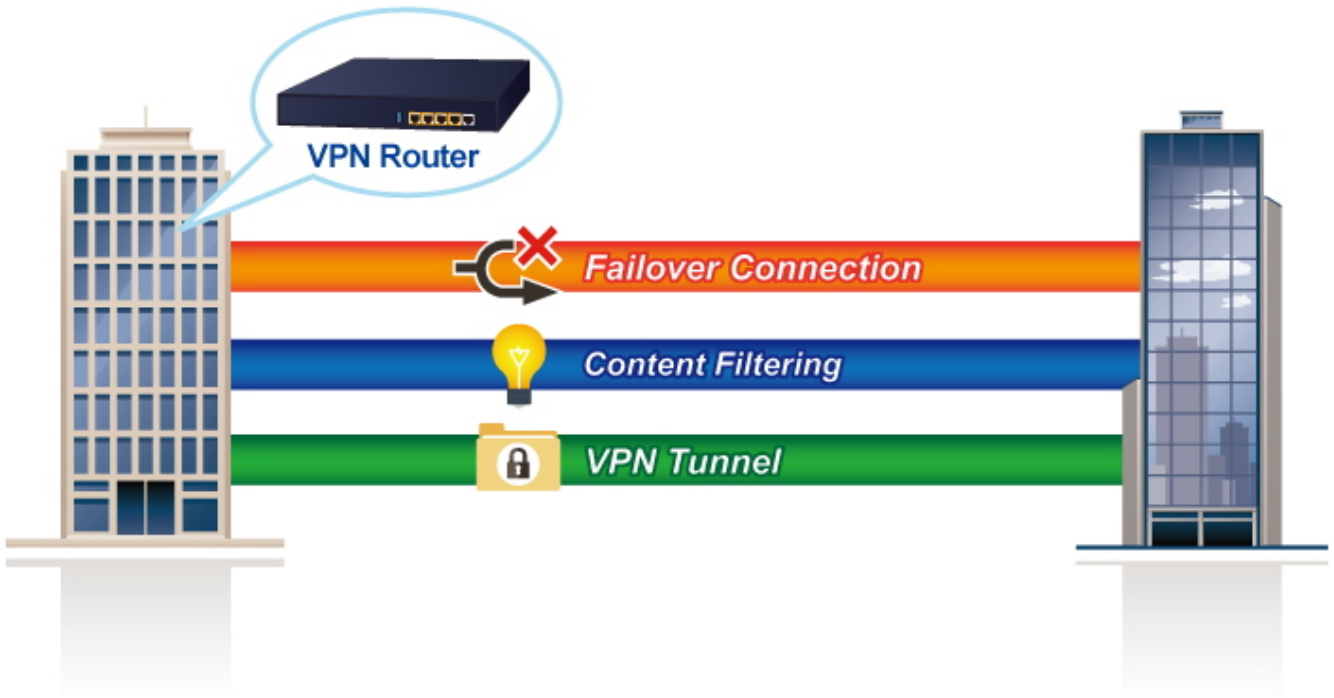 VPN Router
Failover Connection
Content Filtering
VPN Tunnel